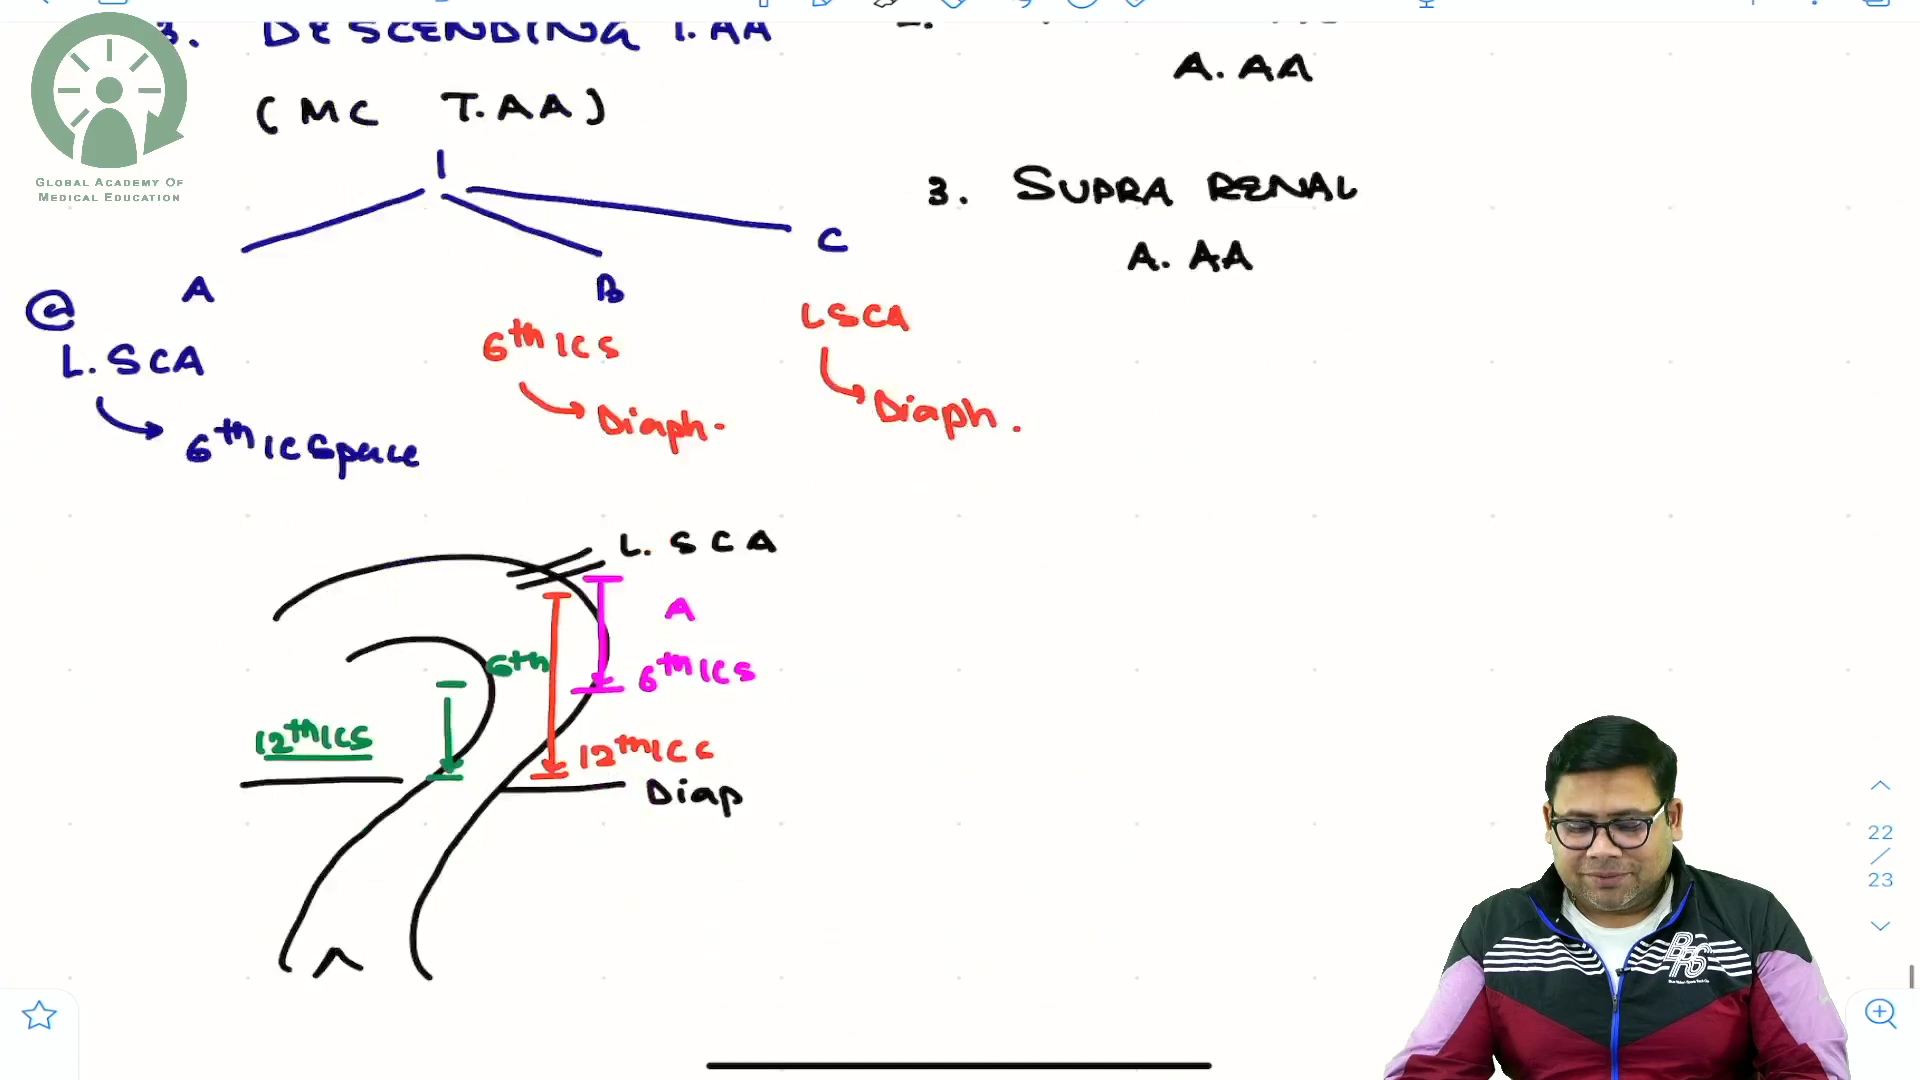 3. DESCENDING T.AA
(MC T.AA)
A
@
L.SCA
6th IC Space
B
6th ICS
Diaph.
C
LSCA
Diaph.
A. AA
3. SUPRA RENAL
A. AA
L. SCA
A
6th ICS
6th
12th ICS
12th ICS
Diap
GLOBAL ACADEMY OF
MEDICAL EDUCATION
22
/
23